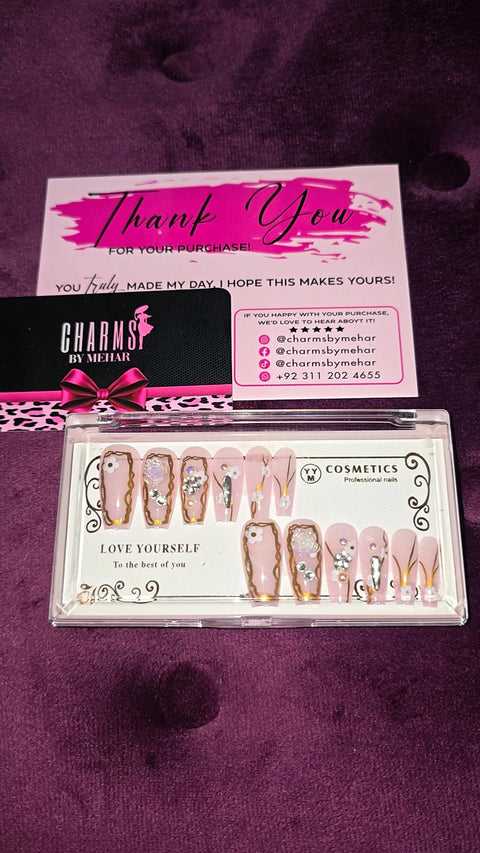 Thank You
FOR YOUR PURCHASE!
YOU truly MADE MY DAY, I HOPE THIS MAKES YOURS!
CHARMS
BY MEHAR
IF YOU HAPPY WITH YOUR PURCHASE,
WE'D LOVE TO HEAR ABOYT IT!
@charmsbymehar
@charmsbymehar
@charmsbymehar
+92 311 202 4655
YY
M
COSMETICS
Professional nails
LOVE YOURSELF
To the best of you